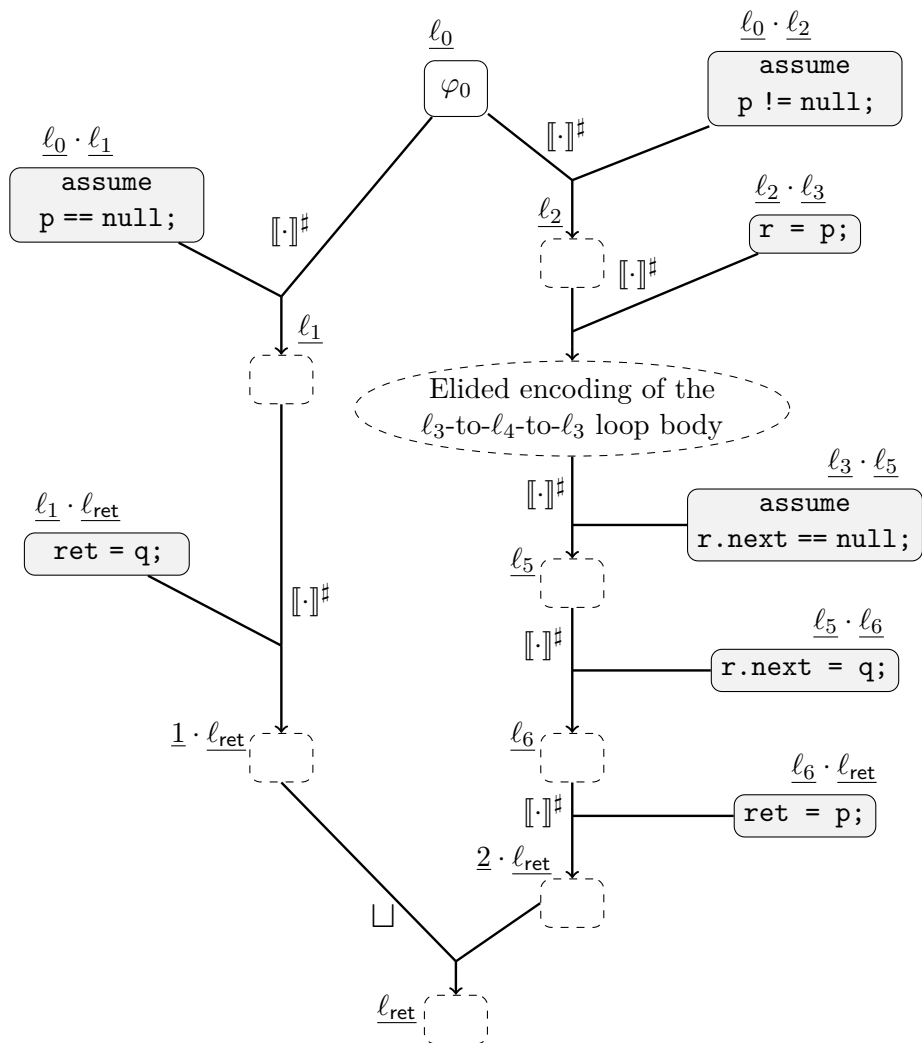 ℓ₀
φ₀
ℓ₀ · ℓ₂
assume
p != null;
ℓ₀ · ℓ₁
assume
p == null;
⟦·⟧♯
⟦·⟧♯
ℓ₂
ℓ₂ · ℓ₃
r = p;
⟦·⟧♯
ℓ₁
Elided encoding of the
ℓ₃-to-ℓ₄-to-ℓ₃ loop body
⟦·⟧♯
ℓ₃ · ℓ₅
assume
r.next == null;
ℓ₁ · ℓret
ret = q;
ℓ₅
⟦·⟧♯
⟦·⟧♯
ℓ₅ · ℓ₆
r.next = q;
1 · ℓret
ℓ₆
ℓ₆ · ℓret
⟦·⟧♯
ret = p;
2 · ℓret
⊔
ℓret